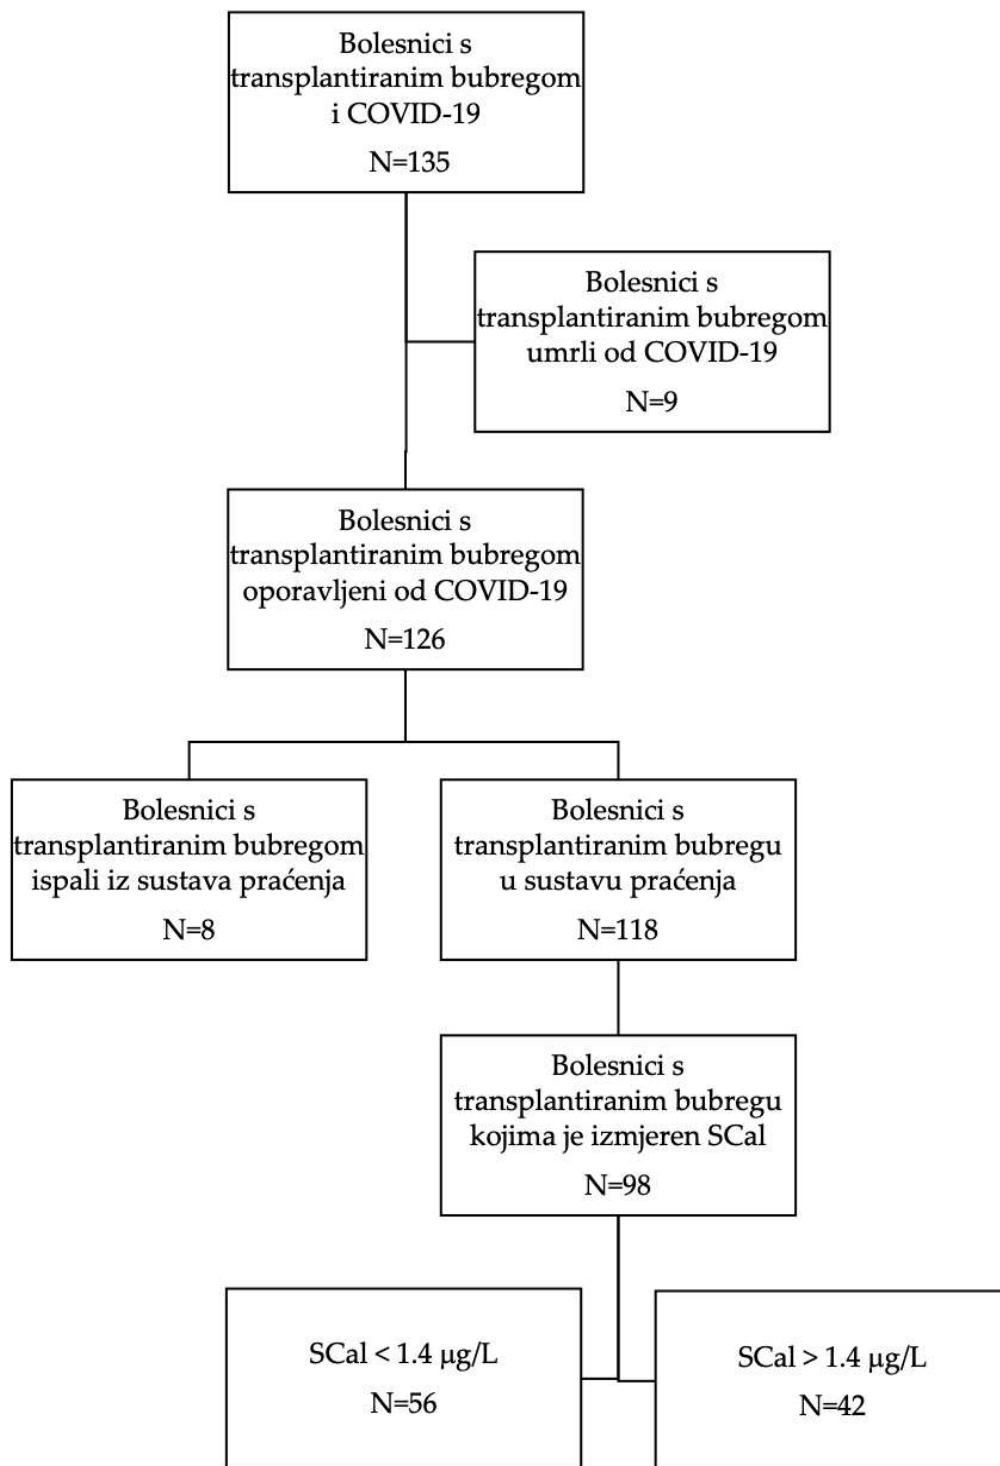 Bolesnici s
transplantiranim bubregom
i COVID-19
N=135
Bolesnici s
transplantiranim bubregom
umrli od COVID-19
N=9
Bolesnici s
transplantiranim bubregom
oporavljeni od COVID-19
N=126
Bolesnici s
transplantiranim bubregom
ispali iz sustava praćenja
N=8
Bolesnici s
transplantiranim bubregu
u sustavu praćenja
N=118
Bolesnici s
transplantiranim bubregu
kojima je izmjeren SCal
N=98
SCal < 1.4 µg/L
N=56
SCal > 1.4 µg/L
N=42